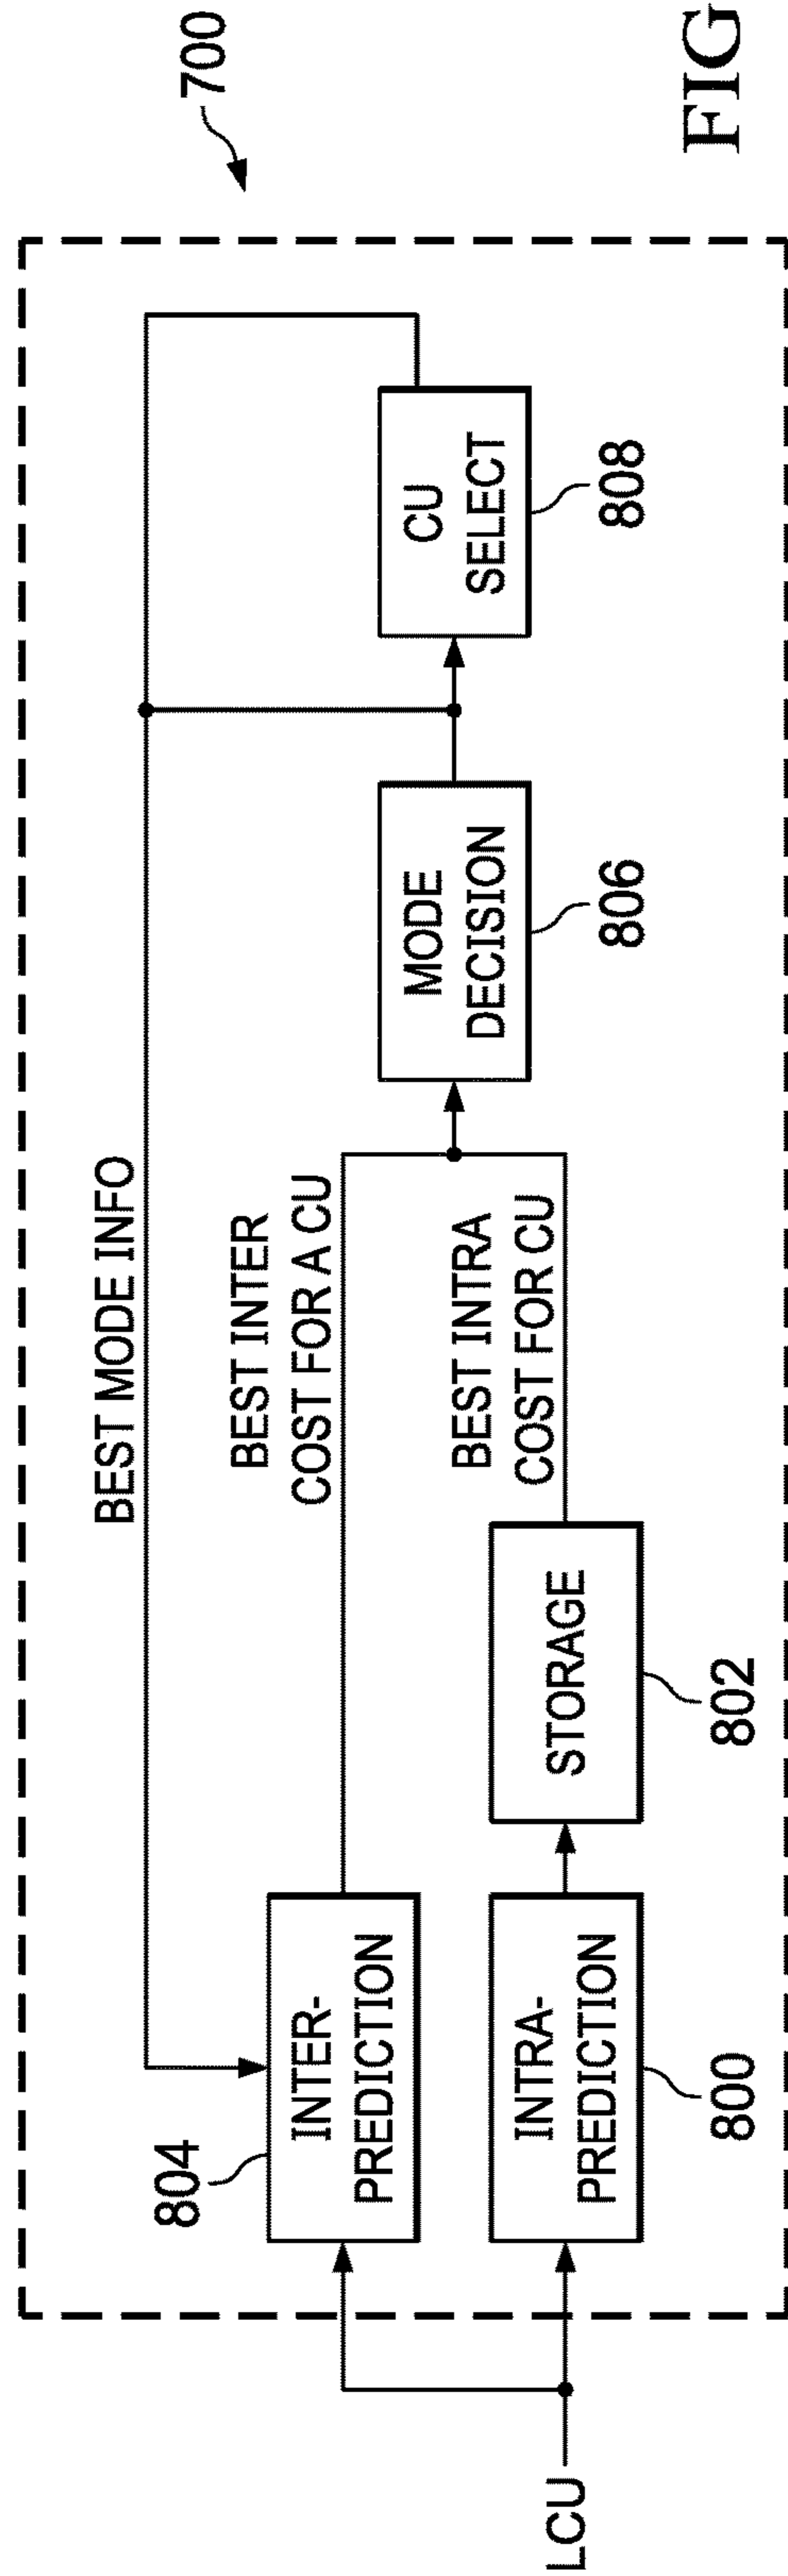 700
BEST MODE INFO
804
INTER-
PREDICTION
BEST INTER
COST FOR A CU
LCU
INTRA-
PREDICTION
800
STORAGE
802
BEST INTRA
COST FOR CU
MODE
DECISION
806
CU
SELECT
808
FIG